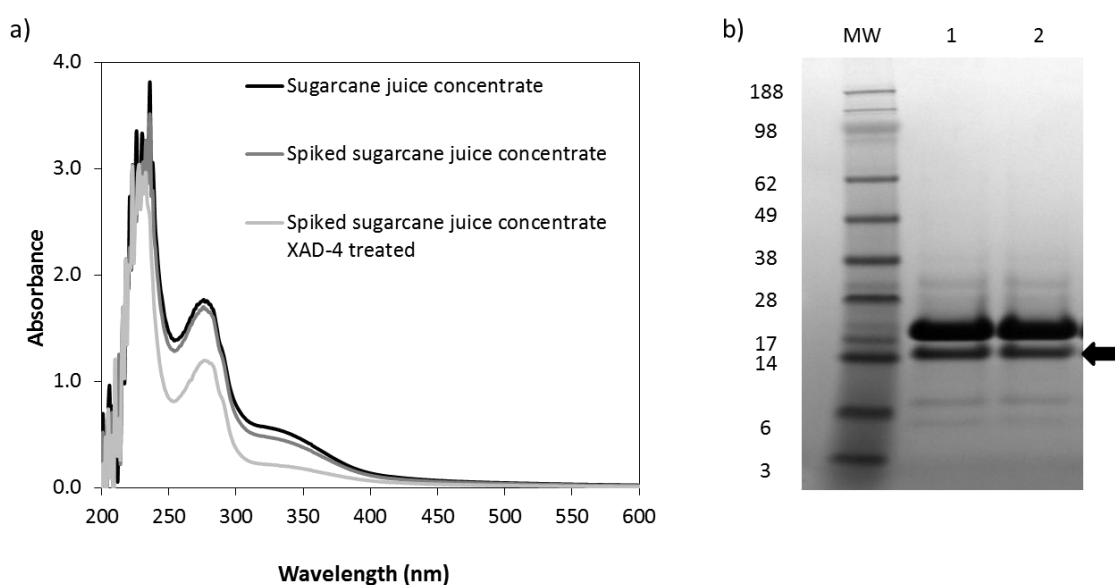 a)
4.0
3.0
2.0
1.0
0.0
Absorbance
200 250 300 350 400 450 500 550 600
Wavelength (nm)
Sugarcane juice concentrate
Spiked sugarcane juice concentrate
Spiked sugarcane juice concentrate
XAD-4 treated
b)
MW 1 2
188
98
62
49
38
28
17
14
6
3